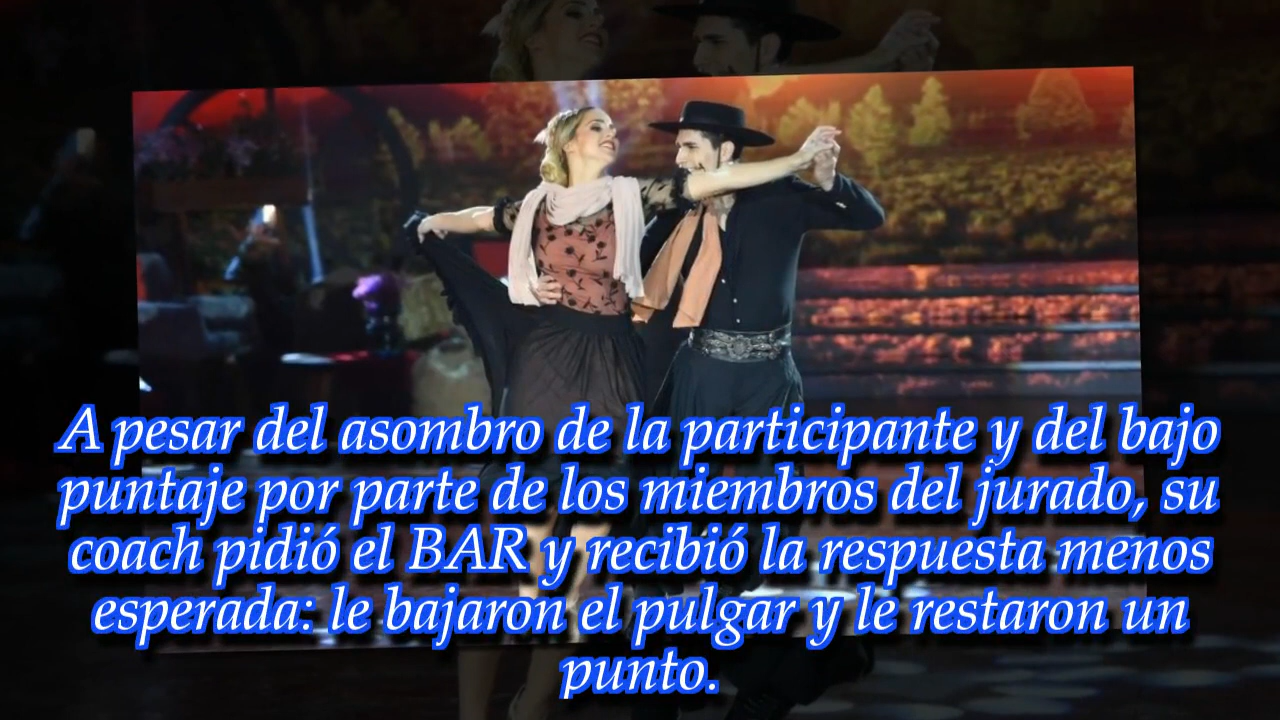 A pesar del asombro de la participante y del bajo
puntaje por parte de los miembros del jurado, su
coach pidió el BAR y recibió la respuesta menos
esperada: le bajaron el pulgar y le restaron un
punto.